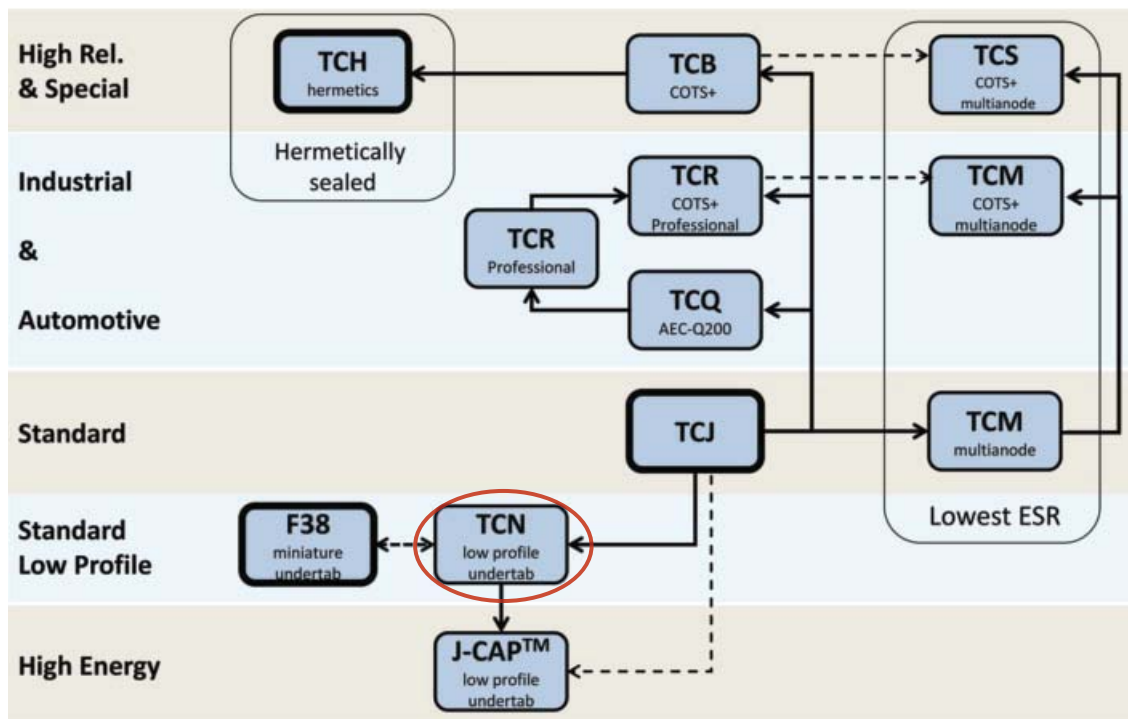 High Rel.
& Special
TCH
hermetics
Hermetically
sealed
TCB
COTS+
TCS
COTS+
multianode
Industrial
&
Automotive
TCR
COTS+
Professional
TCM
COTS+
multianode
TCR
Professional
TCQ
AEC-Q200
Standard
TCJ
TCM
multianode
Lowest ESR
Standard
Low Profile
F38
miniature
undertab
TCN
low profile
undertab
High Energy
J-CAP™
low profile
undertab